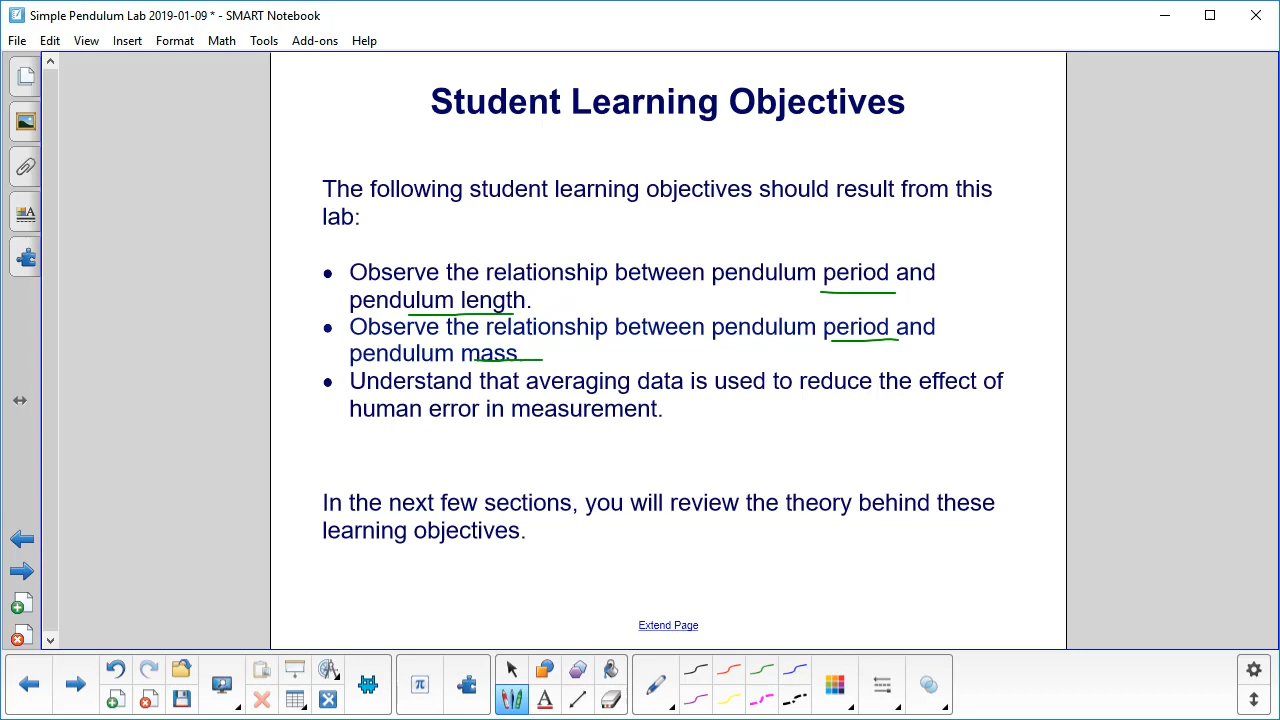 Simple Pendulum Lab 2019-01-09 * - SMART Notebook
File Edit View Insert Format Math Tools Add-ons Help
Student Learning Objectives
The following student learning objectives should result from this
lab:
• Observe the relationship between pendulum period and
pendulum length.
• Observe the relationship between pendulum period and
pendulum mass.
• Understand that averaging data is used to reduce the effect of
human error in measurement.
In the next few sections, you will review the theory behind these
learning objectives.
Extend Page